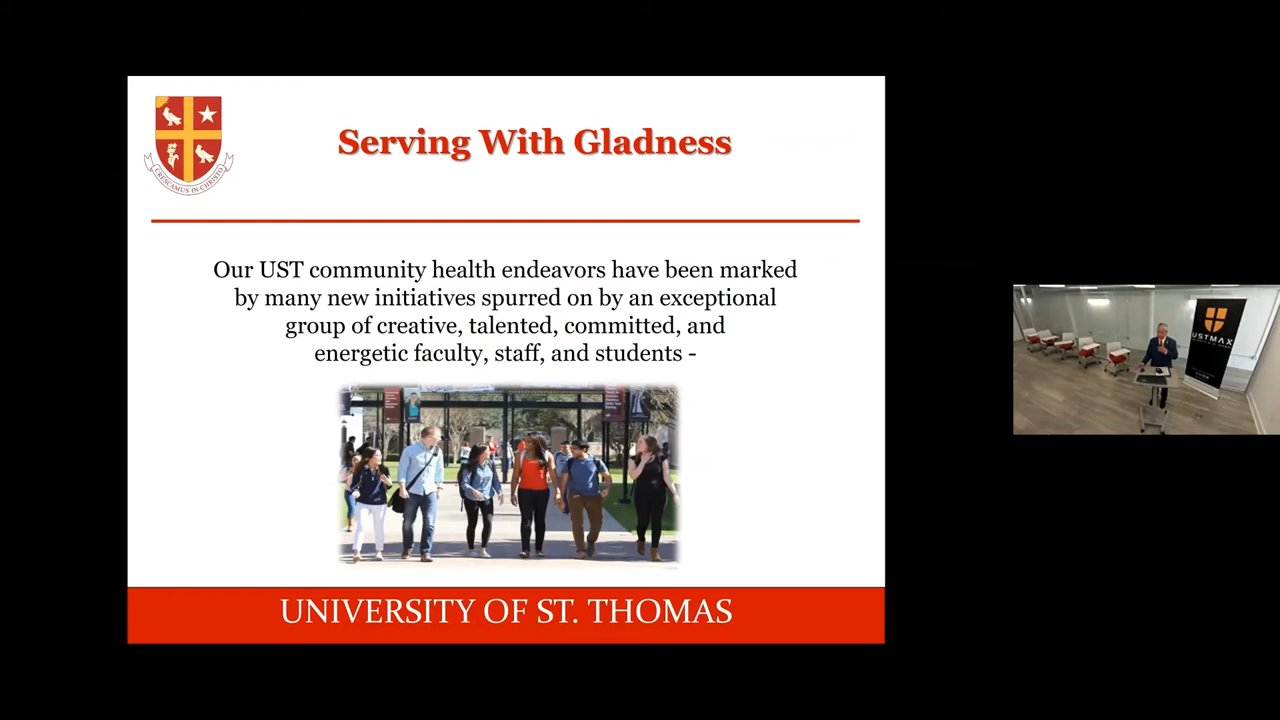 Serving With Gladness
CRESCAMUS IN CHRISTO
Our UST community health endeavors have been marked
by many new initiatives spurred on by an exceptional
group of creative, talented, committed, and
energetic faculty, staff, and students -
UNIVERSITY OF ST. THOMAS
USTMAX